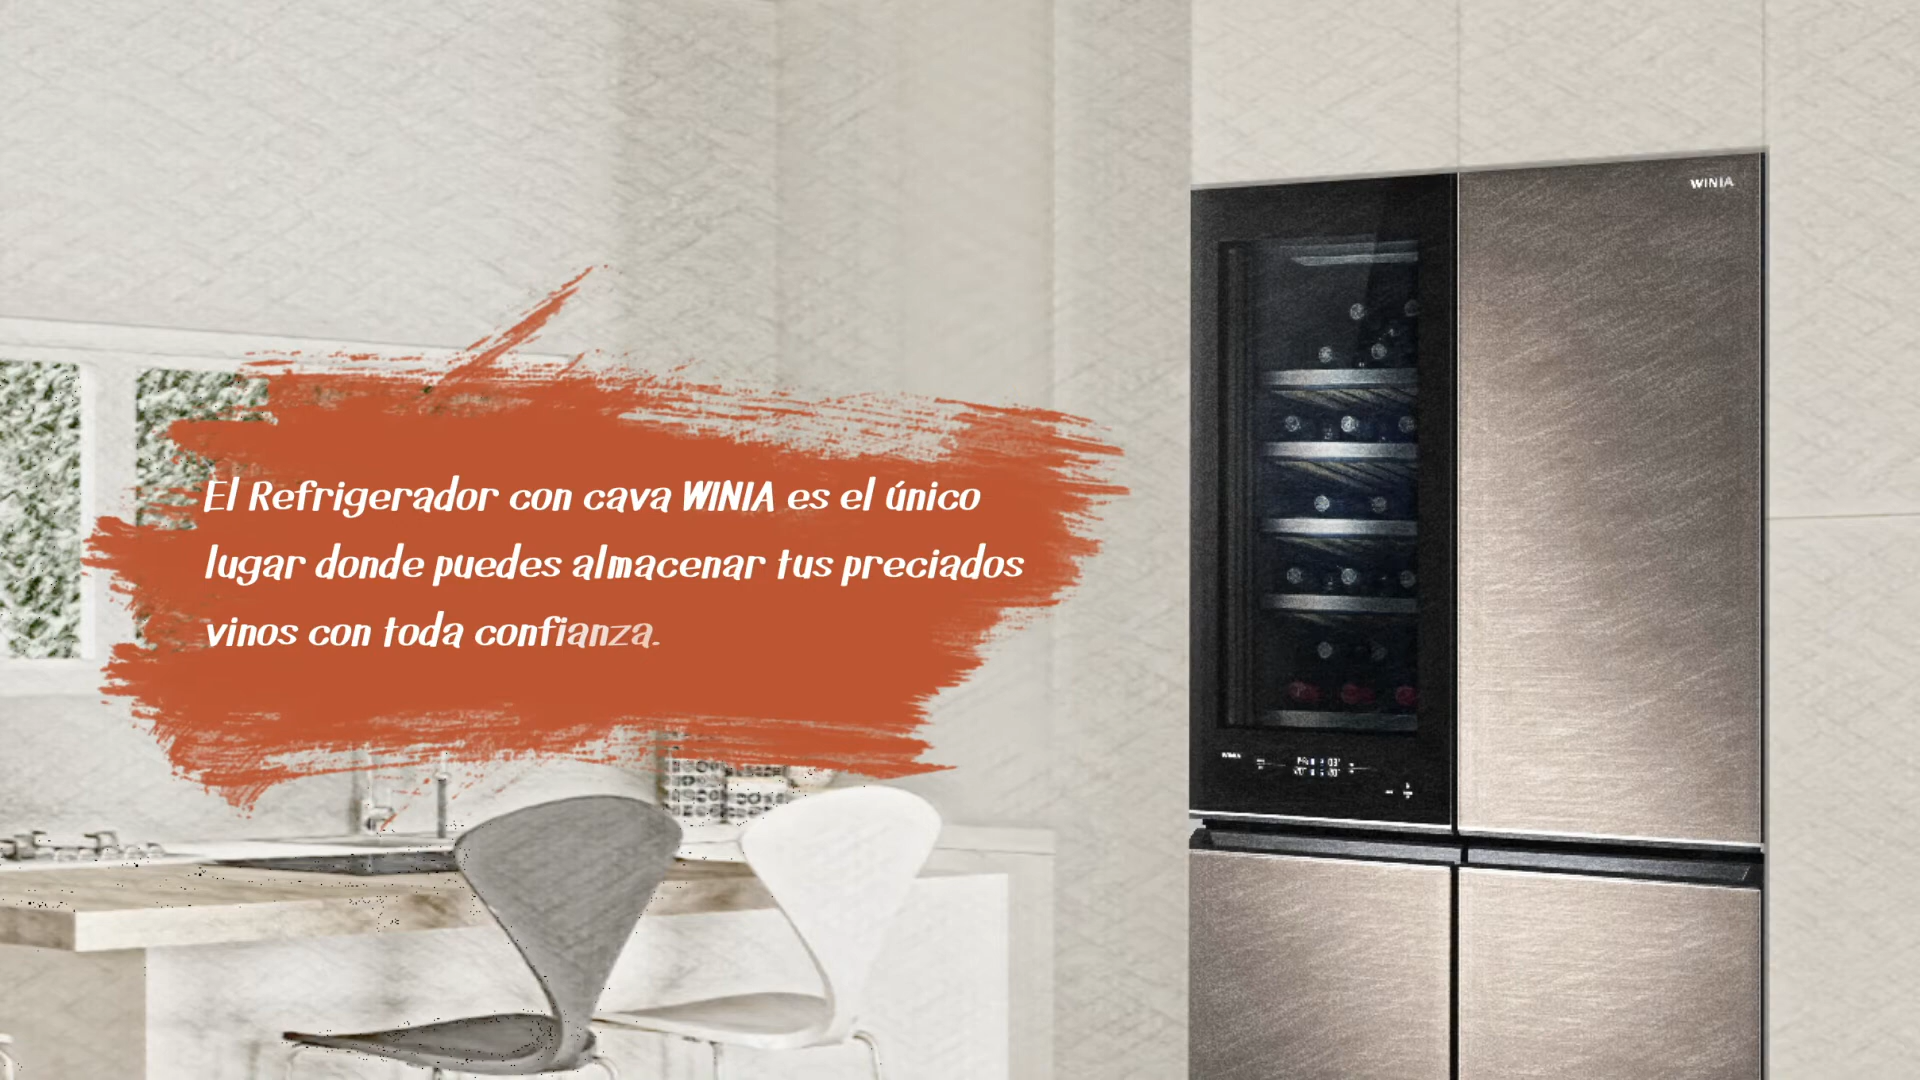 WINIA
El Refrigerador con cava WINIA es el único
lugar donde puedes almacenar tus preciados
vinos con toda confianza.